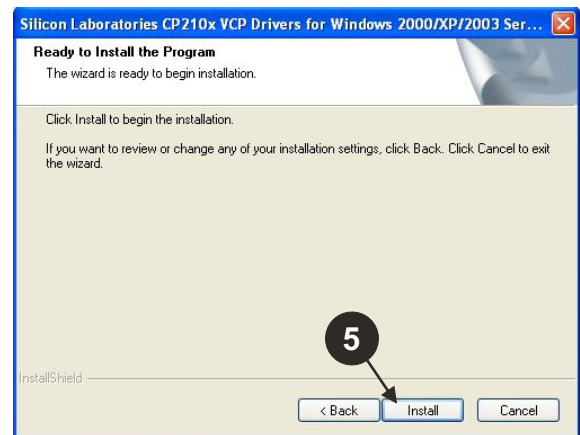 Silicon Laboratories CP210x VCP Drivers for Windows 2000/XP/2003 Ser...
Ready to Install the Program
The wizard is ready to begin installation.
Click Install to begin the installation.
If you want to review or change any of your installation settings, click Back. Click Cancel to exit
the wizard.
5
InstallShield
< Back Install Cancel